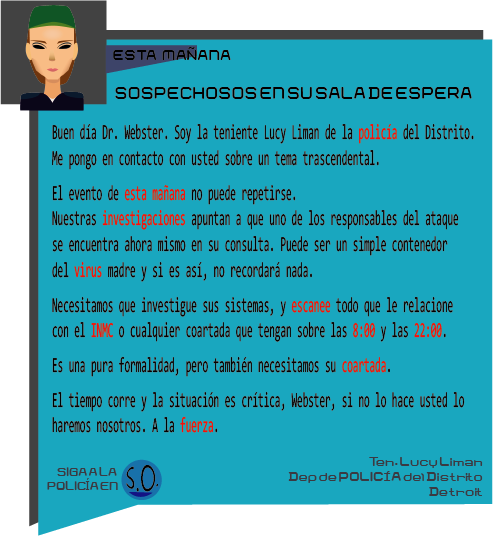 ESTA MAÑANA
SOSPECHOSOS EN SU SALA DE ESPERA
Buen día Dr. Webster. Soy la teniente Lucy Liman de la policia del Distrito.
Me pongo en contacto con usted sobre un tema trascendental.
El evento de esta mañana no puede repetirse.
Nuestras investigaciones apuntan a que uno de los responsables del ataque
se encuentra ahora mismo en su consulta. Puede ser un simple contenedor
del virus madre y si es así, no recordará nada.
Necesitamos que investigue sus sistemas, y escanee todo que le relacione
con el INMC o cualquier coartada que tengan sobre las 8:00 y las 22:00.
Es una pura formalidad, pero también necesitamos su coartada.
El tiempo corre y la situación es crítica, Webster, si no lo hace usted lo
haremos nosotros. A la fuerza.
SIGA A LA
POLICÍA EN
S.O.
Ten. Lucy Liman
Dep de POLICÍA del Distrito
Detroit